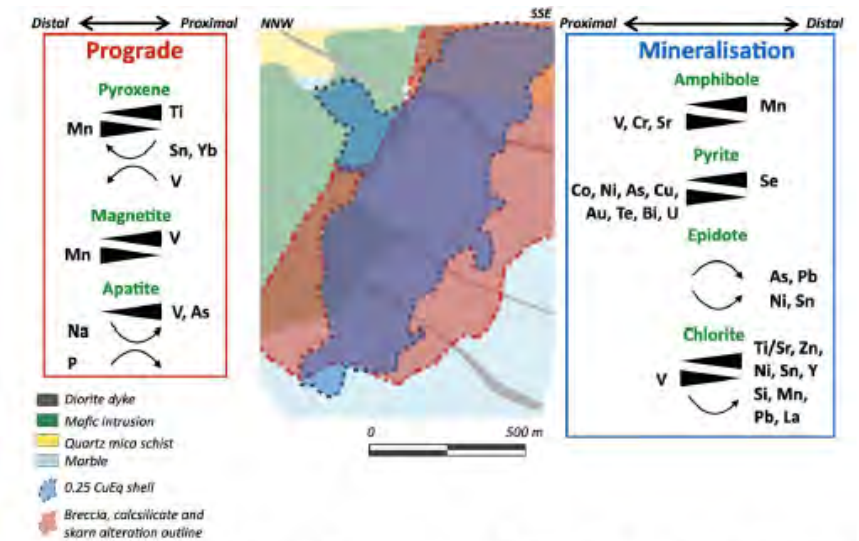 Distal Proximal
Prograde
Pyroxene
Ti
Mn
Sn, Yb
V
Magnetite
V
Mn
Apatite
V, As
Na
P
Diorite dyke
Mafic intrusion
Quartz mica schist
Marble
0.25 CuEq shell
Breccia, calcsilicate and
skarn alteration outline
NNW SSE
0 500 m
Proximal Distal
Mineralisation
Amphibole
Mn
V, Cr, Sr
Pyrite
Se
Co, Ni, As, Cu,
Au, Te, Bi, U
Epidote
As, Pb
Ni, Sn
Chlorite
Ti/Sr, Zn,
Ni, Sn, Y
V
Si, Mn,
Pb, La